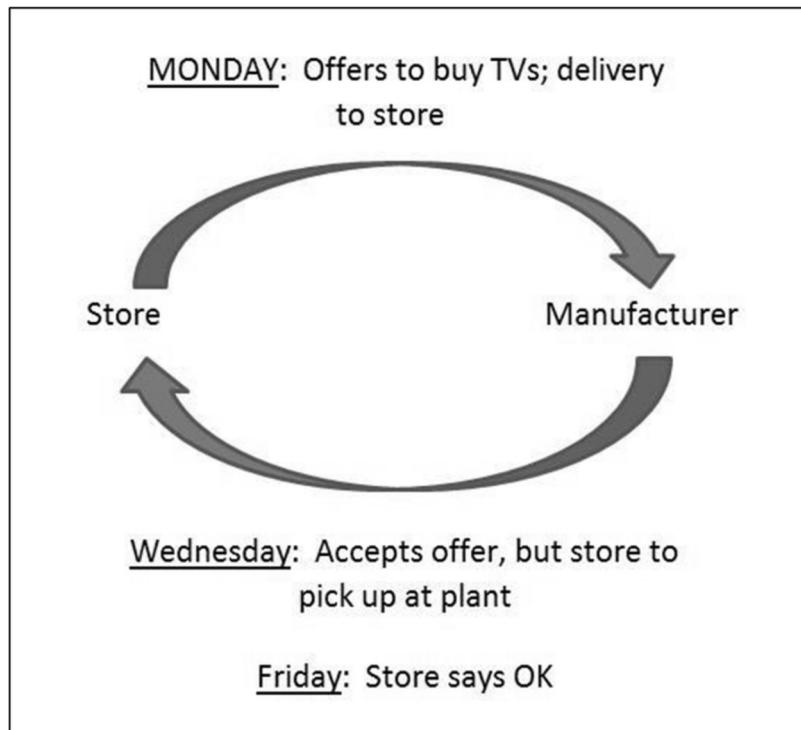 MONDAY: Offers to buy TVs; delivery
to store
Store
Manufacturer
Wednesday: Accepts offer, but store to
pick up at plant
Friday: Store says OK